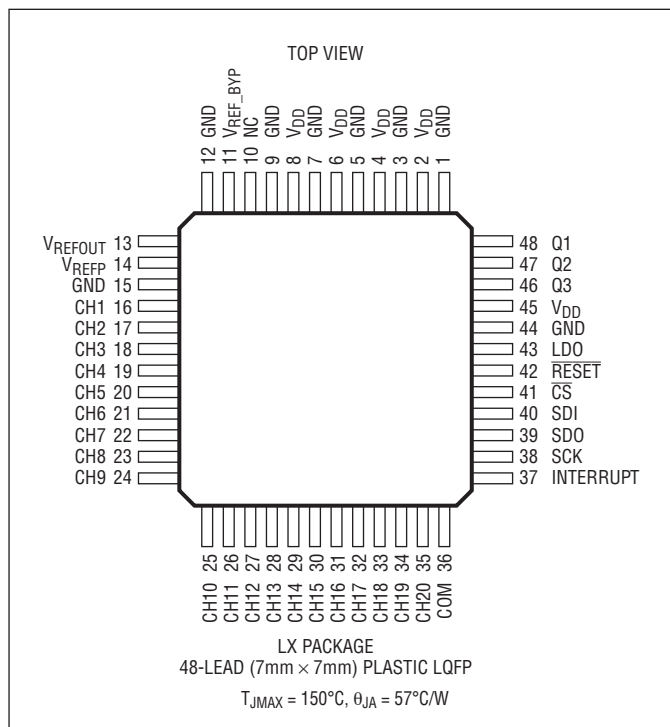 TOP VIEW
12 GND
11 VREF_BYP
10 NC
9 GND
8 VDD
7 GND
6 VDD
5 GND
4 VDD
3 GND
2 VDD
1 GND
VREFOUT 13
VREFP 14
GND 15
CH1 16
CH2 17
CH3 18
CH4 19
CH5 20
CH6 21
CH7 22
CH8 23
CH9 24
48 Q1
47 Q2
46 Q3
45 VDD
44 GND
43 LDO
42 RESET
41 CS
40 SDI
39 SDO
38 SCK
37 INTERRUPT
CH10 25
CH11 26
CH12 27
CH13 28
CH14 29
CH15 30
CH16 31
CH17 32
CH18 33
CH19 34
CH20 35
COM 36
LX PACKAGE
48-LEAD (7mm × 7mm) PLASTIC LQFP
TJMAX = 150°C, θJA = 57°C/W